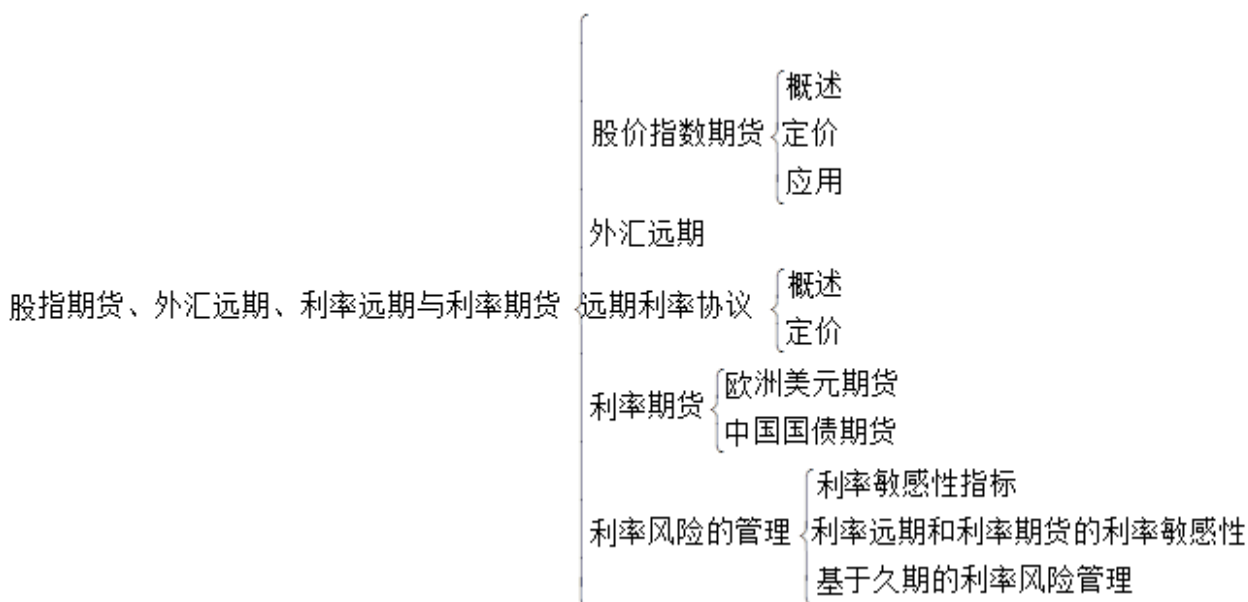 股指期货、外汇远期、利率远期与利率期货
股价指数期货
概述
定价
应用
外汇远期
远期利率协议
概述
定价
利率期货
欧洲美元期货
中国国债期货
利率风险的管理
利率敏感性指标
利率远期和利率期货的利率敏感性
基于久期的利率风险管理